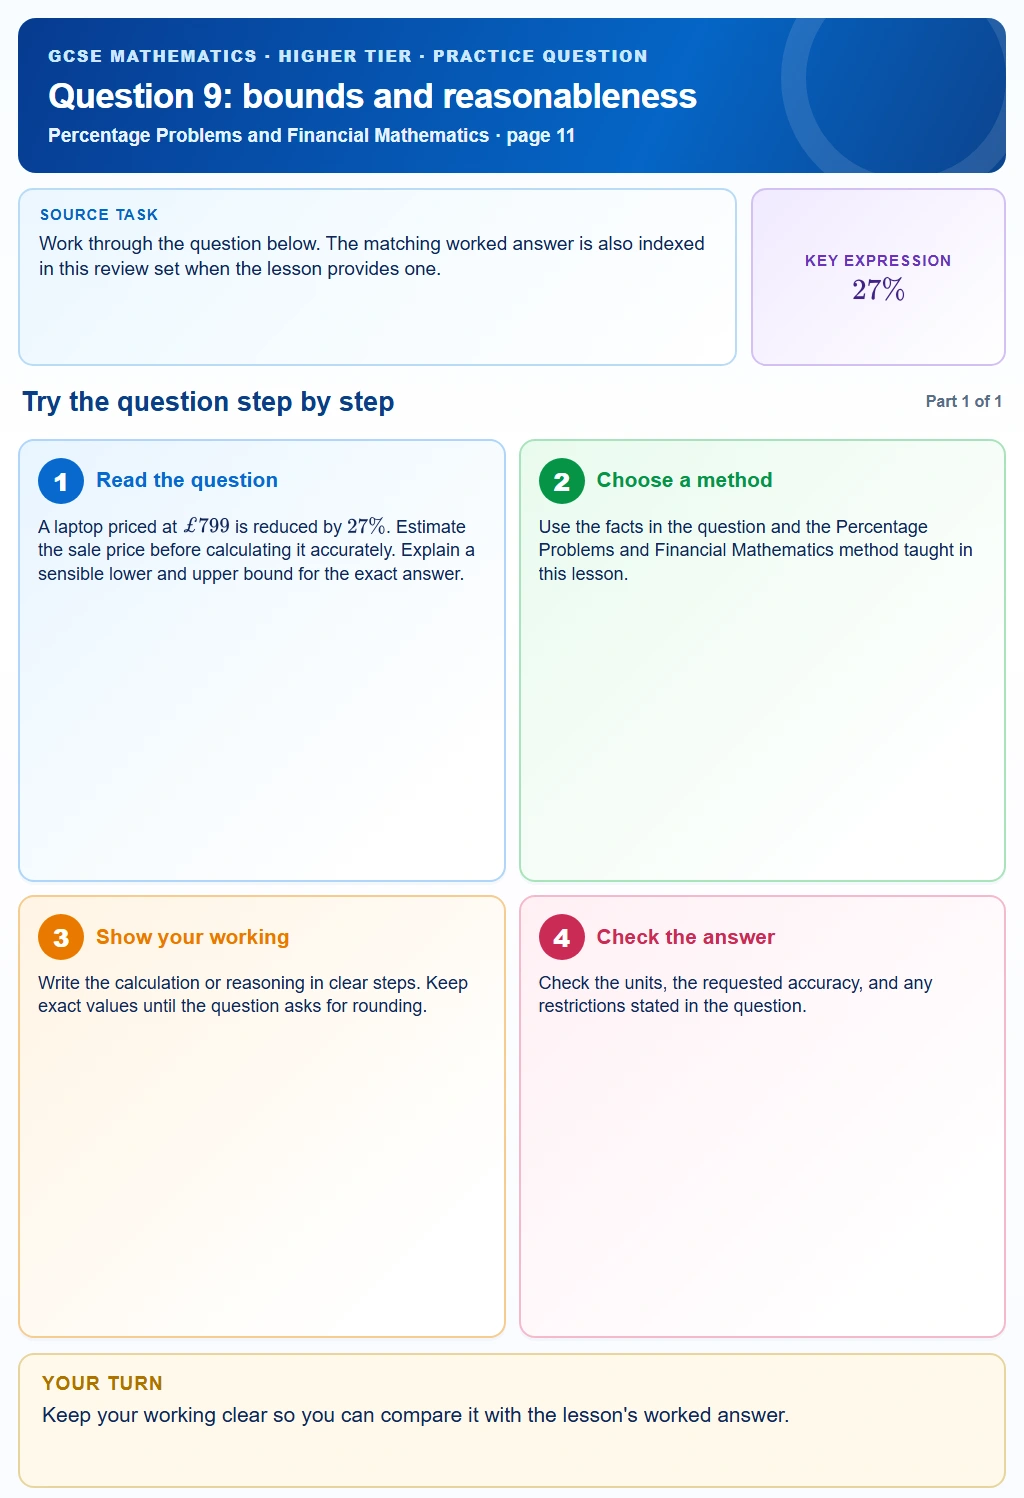 GCSE MATHEMATICS · HIGHER TIER · PRACTICE QUESTION
Question 9: bounds and reasonableness
Percentage Problems and Financial Mathematics · page 11
SOURCE TASK
Work through the question below. The matching worked answer is also indexed
in this review set when the lesson provides one.
KEY EXPRESSION
27%
Try the question step by step
Part 1 of 1
1 Read the question
A laptop priced at £799 is reduced by 27%. Estimate
the sale price before calculating it accurately. Explain a
sensible lower and upper bound for the exact answer.
2 Choose a method
Use the facts in the question and the Percentage
Problems and Financial Mathematics method taught in
this lesson.
3 Show your working
Write the calculation or reasoning in clear steps. Keep
exact values until the question asks for rounding.
4 Check the answer
Check the units, the requested accuracy, and any
restrictions stated in the question.
YOUR TURN
Keep your working clear so you can compare it with the lesson's worked answer.